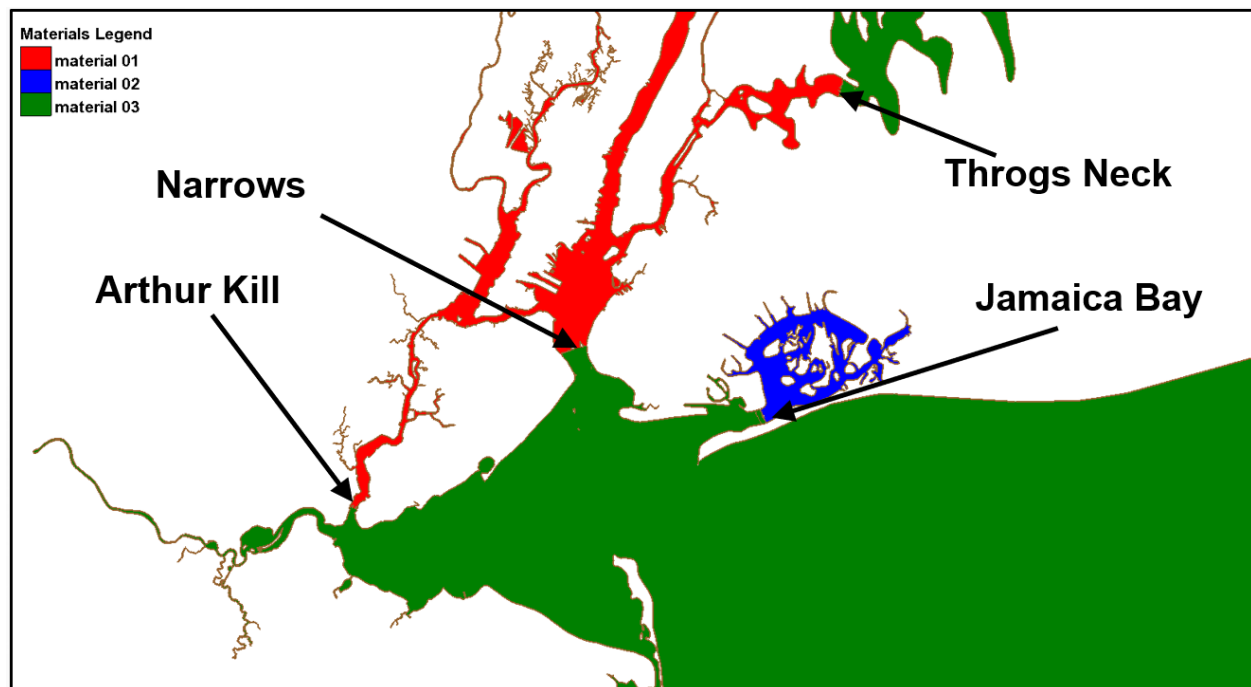 Materials Legend
material 01
material 02
material 03
Narrows
Throgs Neck
Arthur Kill
Jamaica Bay